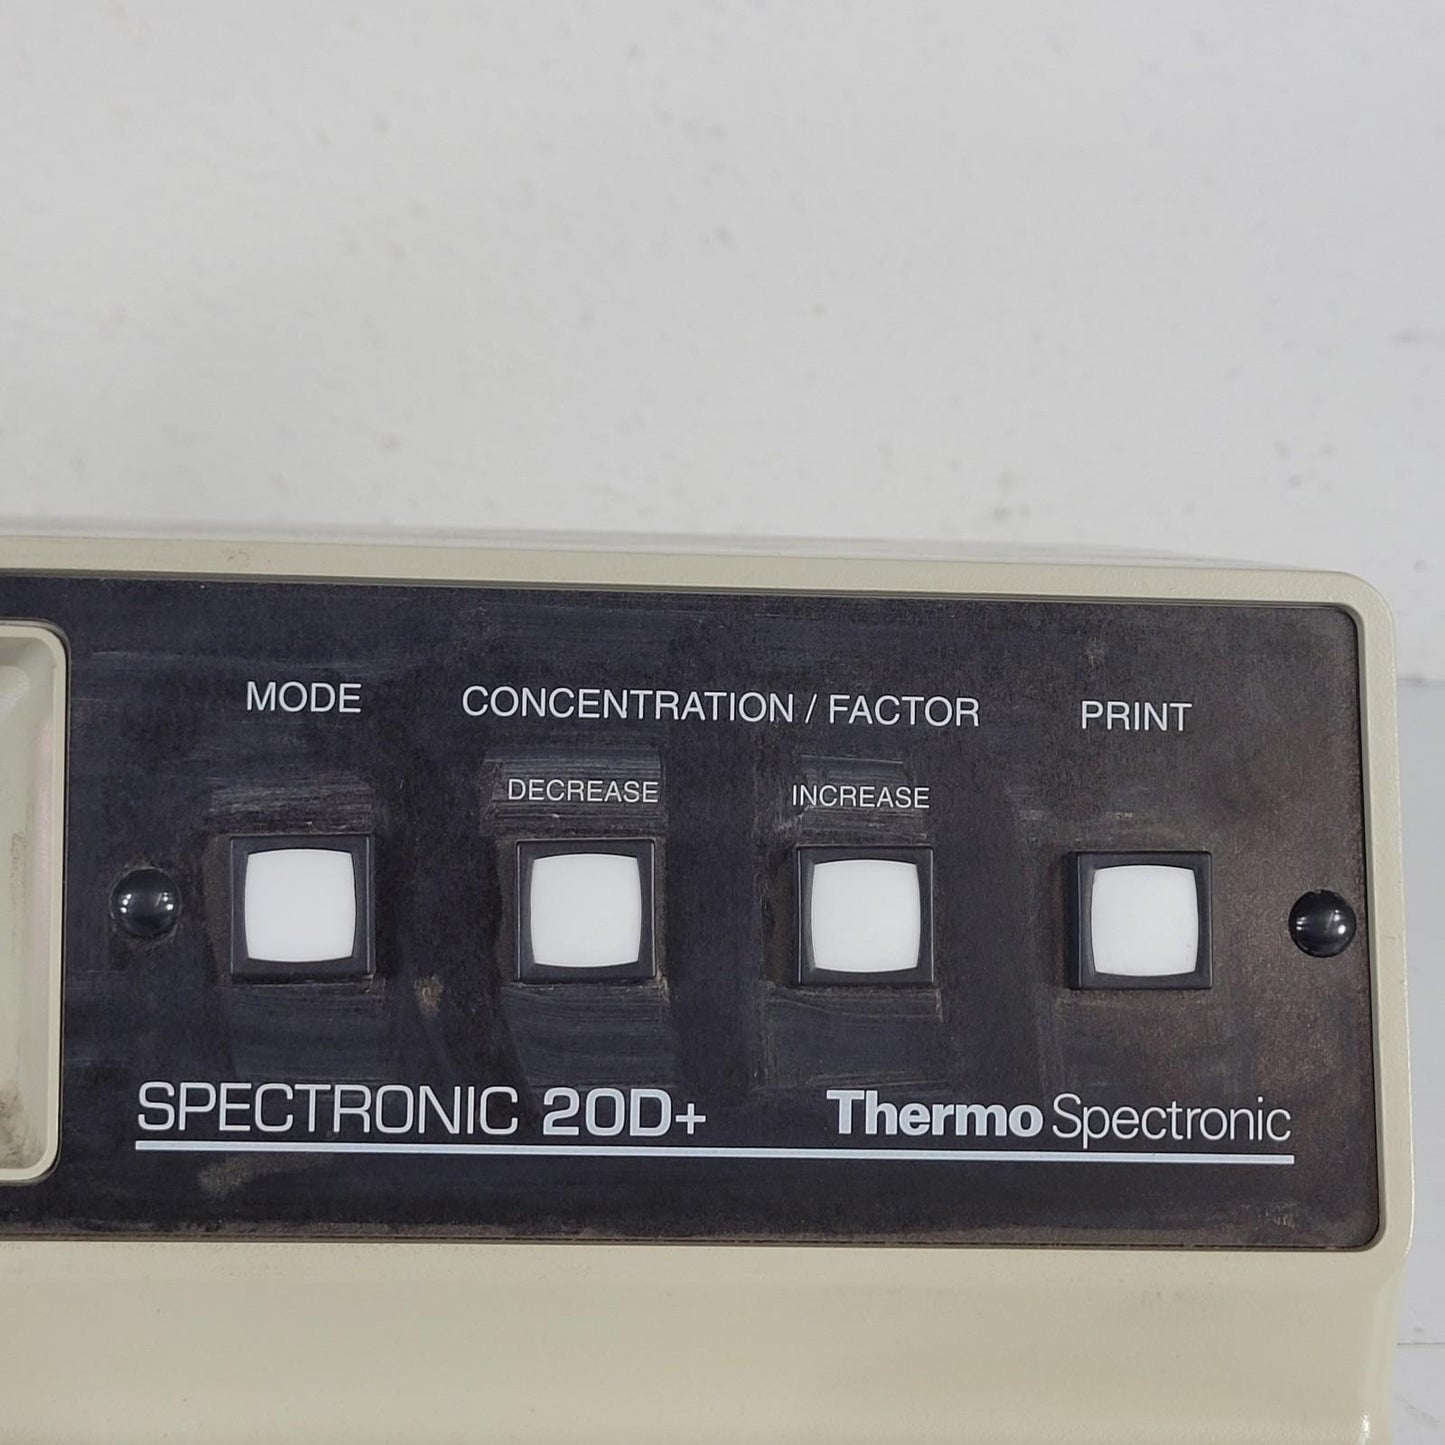 MODE
CONCENTRATION / FACTOR
PRINT
DECREASE
INCREASE
SPECTRONIC 20D+
Thermo Spectronic